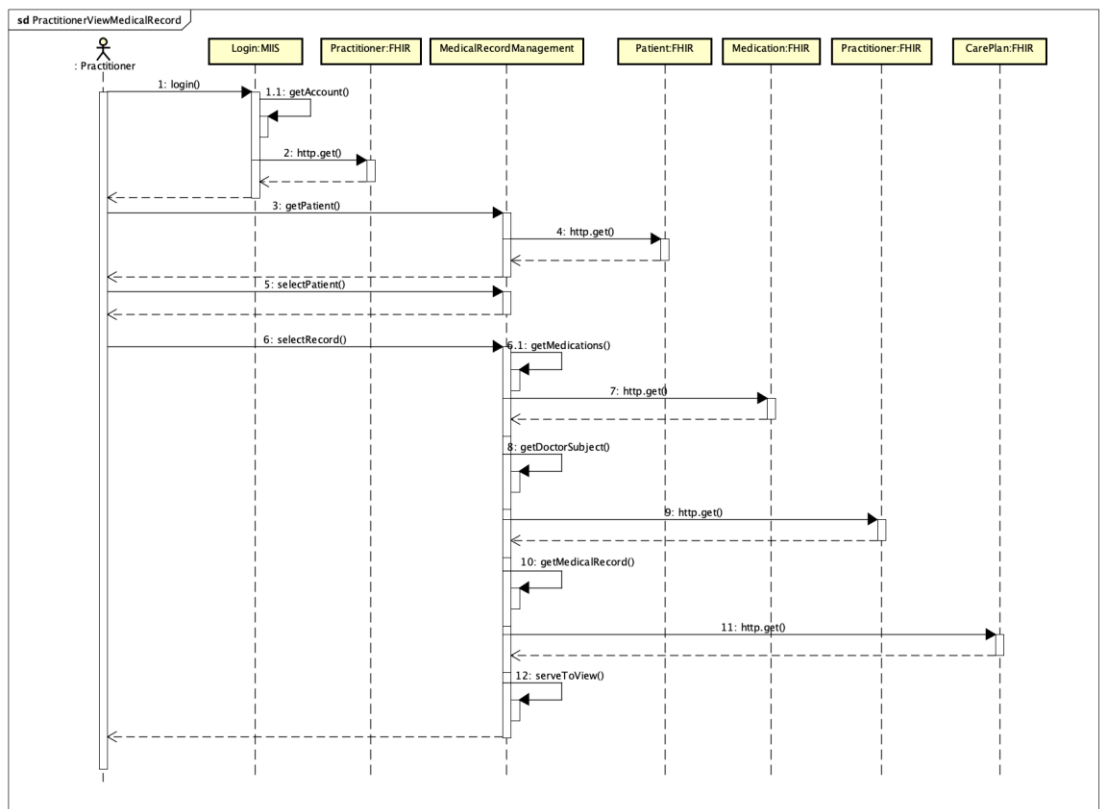 sd PractitionerViewMedicalRecord
: Practitioner
Login:MIIS
Practitioner:FHIR
MedicalRecordManagement
Patient:FHIR
Medication:FHIR
Practitioner:FHIR
CarePlan:FHIR
1: login()
1.1: getAccount()
2: http.get()
3: getPatient()
4: http.get()
5: selectPatient()
6: selectRecord()
6.1: getMedications()
7: http.get()
8: getDoctorSubject()
9: http.get()
10: getMedicalRecord()
11: http.get()
12: serveToView()